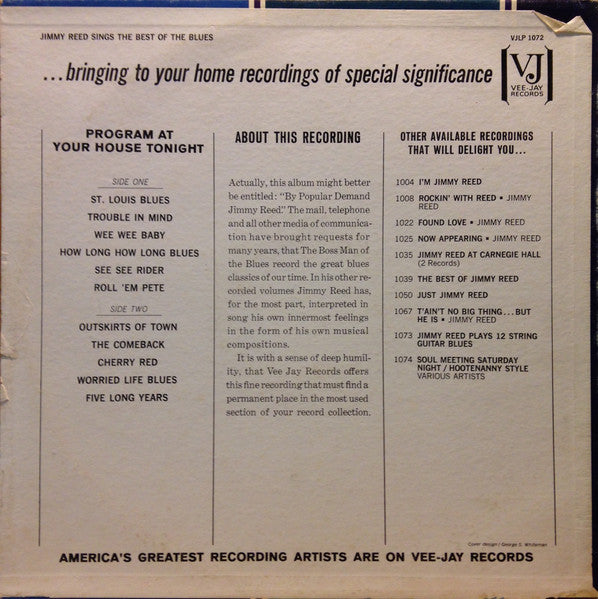 JIMMY REED SINGS THE BEST OF THE BLUES
VJLP 1072
...bringing to your home recordings of special significance
VJ
VEE-JAY
RECORDS
PROGRAM AT
YOUR HOUSE TONIGHT
SIDE ONE
ST. LOUIS BLUES
TROUBLE IN MIND
WEE WEE BABY
HOW LONG HOW LONG BLUES
SEE SEE RIDER
ROLL 'EM PETE
SIDE TWO
OUTSKIRTS OF TOWN
THE COMEBACK
CHERRY RED
WORRIED LIFE BLUES
FIVE LONG YEARS
ABOUT THIS RECORDING
Actually, this album might better
be entitled: "By Popular Demand
Jimmy Reed." The mail, telephone
and all other media of communica-
tion have brought requests for
many years, that The Boss Man of
the Blues record the great blues
classics of our time. In his other re-
corded volumes Jimmy Reed has,
for the most part, interpreted in
song his own innermost feelings
in the form of his own musical
compositions.
It is with a sense of deep humil-
ity, that Vee Jay Records offers
this fine recording that must find a
permanent place in the most used
section of your record collection.
OTHER AVAILABLE RECORDINGS
THAT WILL DELIGHT YOU...
1004 I'M JIMMY REED
1008 ROCKIN' WITH REED ▪ JIMMY
REED
1022 FOUND LOVE ▪ JIMMY REED
1025 NOW APPEARING ▪ JIMMY REED
1035 JIMMY REED AT CARNEGIE HALL
(2 Records)
1039 THE BEST OF JIMMY REED
1050 JUST JIMMY REED
1067 T'AIN'T NO BIG THING...BUT
HE IS ▪ JIMMY REED
1073 JIMMY REED PLAYS 12 STRING
GUITAR BLUES
1074 SOUL MEETING SATURDAY
NIGHT / HOOTENANNY STYLE
VARIOUS ARTISTS
Cover design / George S. Whiteman
AMERICA'S GREATEST RECORDING ARTISTS ARE ON VEE-JAY RECORDS